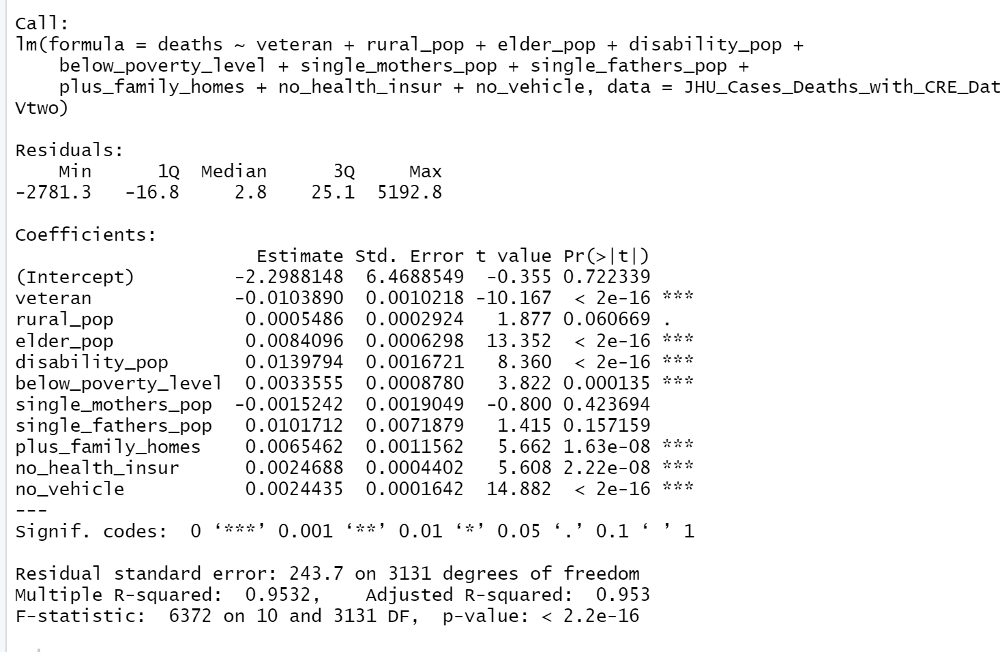 Call:
lm(formula = deaths ~ veteran + rural_pop + elder_pop + disability_pop +
    below_poverty_level + single_mothers_pop + single_fathers_pop +
    plus_family_homes + no_health_insur + no_vehicle, data = JHU_Cases_Deaths_with_CRE_Dat
Vtwo)

Residuals:
    Min      1Q  Median      3Q     Max
-2781.3   -16.8     2.8    25.1  5192.8

Coefficients:
                      Estimate Std. Error t value Pr(>|t|)
(Intercept)         -2.2988148  6.4688549  -0.355 0.722339
veteran             -0.0103890  0.0010218 -10.167  < 2e-16 ***
rural_pop            0.0005486  0.0002924   1.877 0.060669 .
elder_pop            0.0084096  0.0006298  13.352  < 2e-16 ***
disability_pop       0.0139794  0.0016721   8.360  < 2e-16 ***
below_poverty_level  0.0033555  0.0008780   3.822 0.000135 ***
single_mothers_pop  -0.0015242  0.0019049  -0.800 0.423694
single_fathers_pop   0.0101712  0.0071879   1.415 0.157159
plus_family_homes    0.0065462  0.0011562   5.662 1.63e-08 ***
no_health_insur      0.0024688  0.0004402   5.608 2.22e-08 ***
no_vehicle           0.0024435  0.0001642  14.882  < 2e-16 ***
---
Signif. codes:  0 ‘***’ 0.001 ‘**’ 0.01 ‘*’ 0.05 ‘.’ 0.1 ‘ ’ 1

Residual standard error: 243.7 on 3131 degrees of freedom
Multiple R-squared:  0.9532,    Adjusted R-squared:  0.953
F-statistic:  6372 on 10 and 3131 DF,  p-value: < 2.2e-16